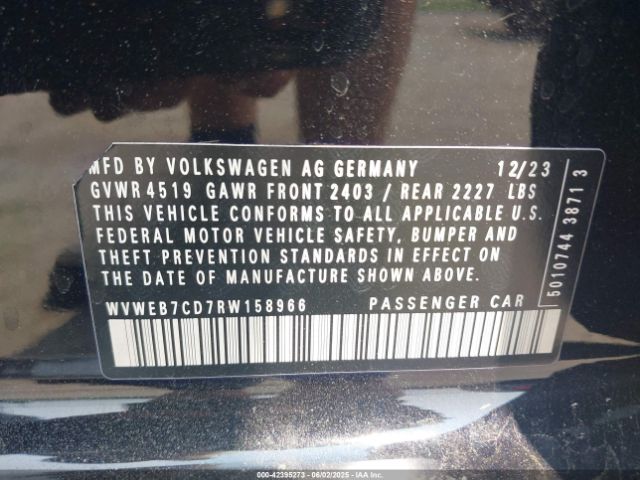 MFD BY VOLKSWAGEN AG GERMANY 12/23
GVWR 4519 GAWR FRONT 2403 / REAR 2227 LBS
THIS VEHICLE CONFORMS TO ALL APPLICABLE U.S.
FEDERAL MOTOR VEHICLE SAFETY, BUMPER AND
THEFT PREVENTION STANDARDS IN EFFECT ON
THE DATE OF MANUFACTURE SHOWN ABOVE.
WVWEB7CD7RW158966 PASSENGER CAR
5010744 3871 3
000-42395273 - 06/02/2025 - IAAI.COM